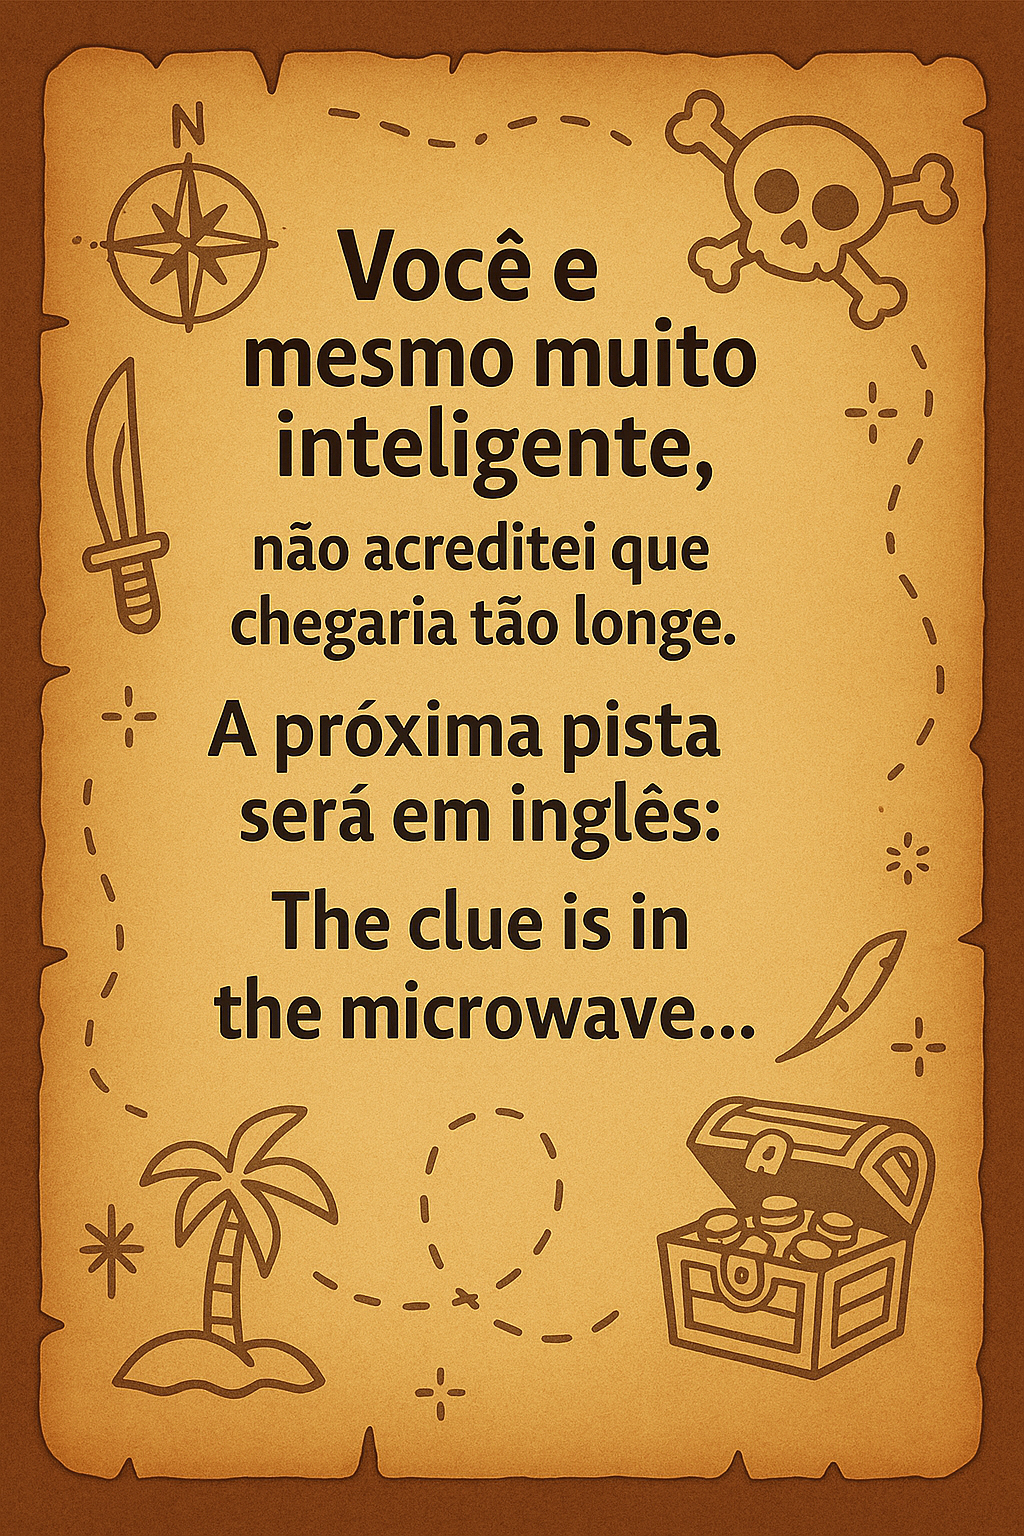 N
Você e
mesmo muito
inteligente,
não acreditei que
chegaria tão longe.
A próxima pista
será em inglês:
The clue is in
the microwave...